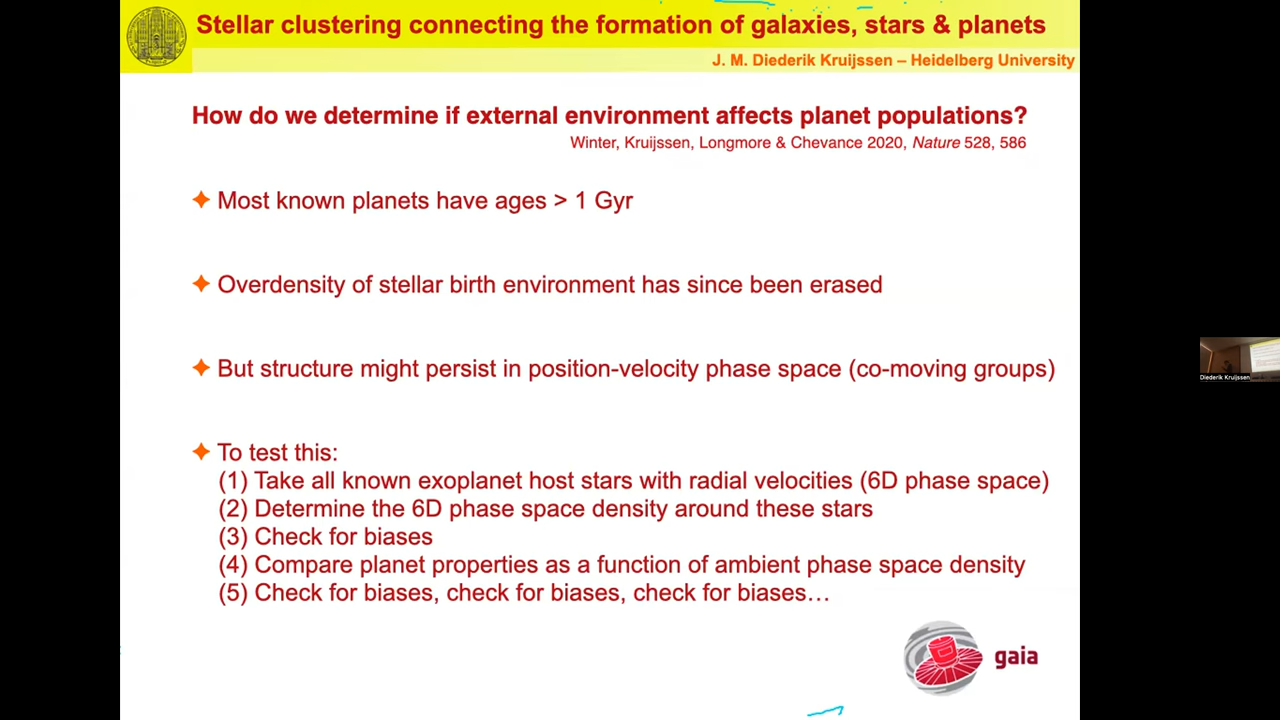 Stellar clustering connecting the formation of galaxies, stars & planets
J. M. Diederik Kruijssen – Heidelberg University
How do we determine if external environment affects planet populations?
Winter, Kruijssen, Longmore & Chevance 2020, Nature 528, 586
Most known planets have ages > 1 Gyr
Overdensity of stellar birth environment has since been erased
But structure might persist in position-velocity phase space (co-moving groups)
Diederik Kruijssen
To test this:
(1) Take all known exoplanet host stars with radial velocities (6D phase space)
(2) Determine the 6D phase space density around these stars
(3) Check for biases
(4) Compare planet properties as a function of ambient phase space density
(5) Check for biases, check for biases, check for biases…
gaia